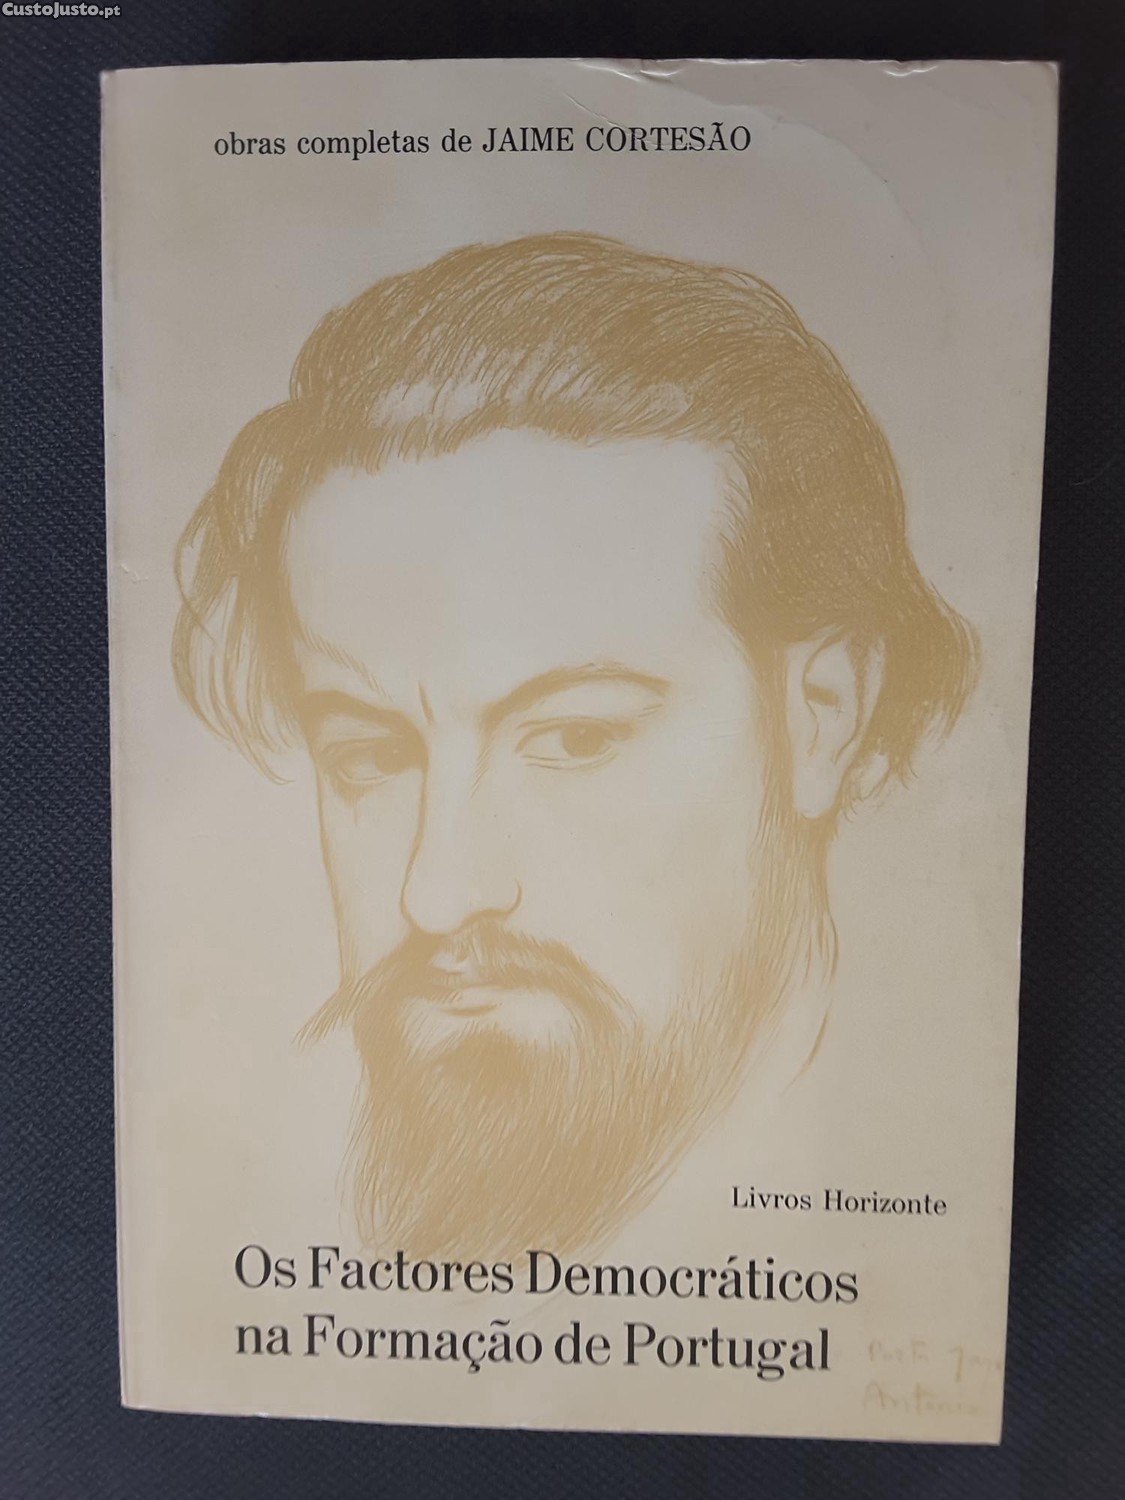 CustoJusto.pt
obras completas de JAIME CORTESÃO
Livros Horizonte
Os Factores Democráticos
na Formação de Portugal